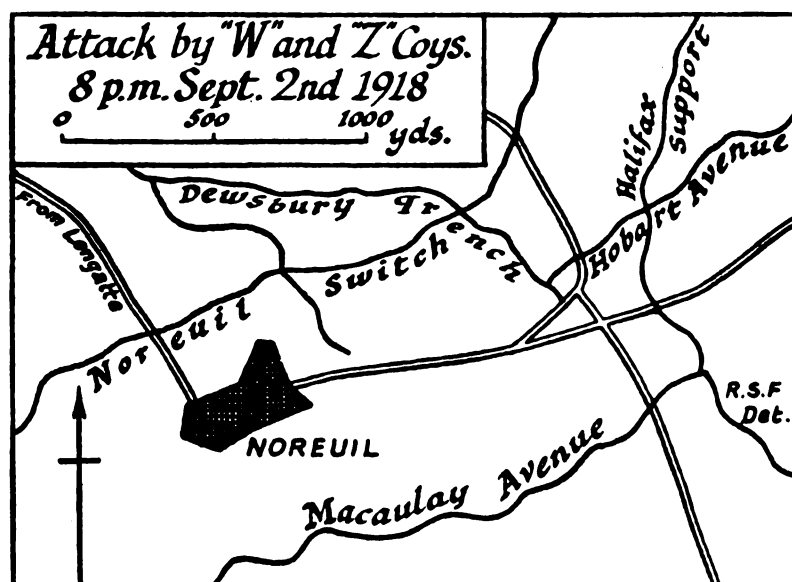 Attack by "W" and "Z" Coys.
8 p.m. Sept. 2nd 1918
0 500 1000 yds.
From Longatte
Dewsbury Trench
Noreuil Switch
Halifax Support
Hobart Avenue
NOREUIL
R.S.F
Det.
Macaulay Avenue